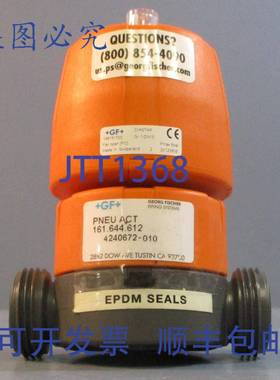 盗图必究
QUESTIONS?
(800) 854-4090
us.ps@georgfischer.com
+GF+
DIASTAR
JTT1368
+GF+
GEORG FISCHER
PIPING SYSTEMS
PNEU ACT
161.644.612
4240672-010
2882 DOW AVE TUSTIN CA
EPDM SEALS
可开发票 顺丰包邮